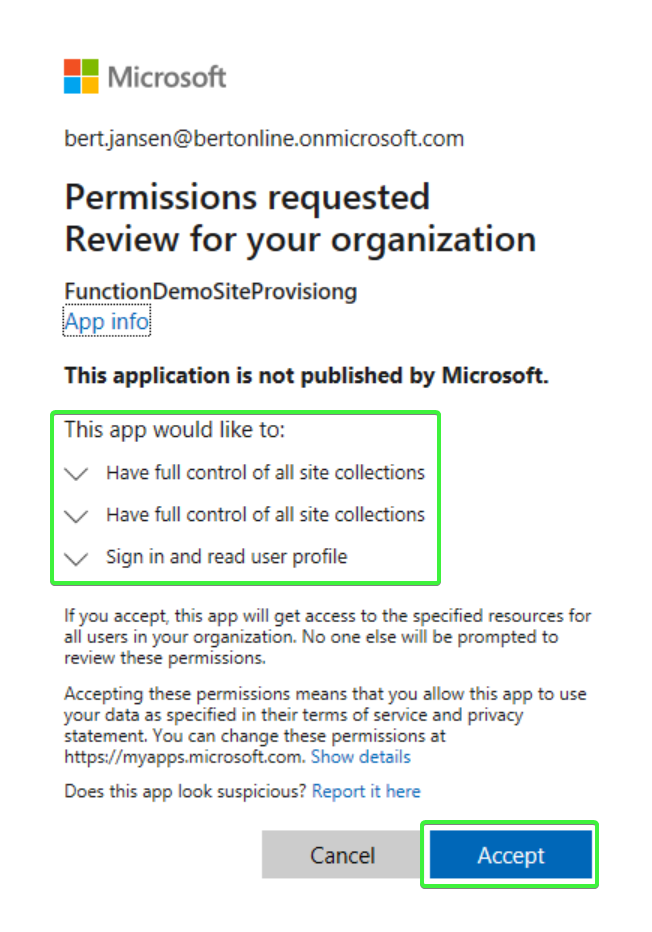 Microsoft
bert.jansen@bertonline.onmicrosoft.com
Permissions requested
Review for your organization
FunctionDemoSiteProvisiong
App info
This application is not published by Microsoft.
This app would like to:
Have full control of all site collections
Have full control of all site collections
Sign in and read user profile
If you accept, this app will get access to the specified resources for
all users in your organization. No one else will be prompted to
review these permissions.
Accepting these permissions means that you allow this app to use
your data as specified in their terms of service and privacy
statement. You can change these permissions at
https://myapps.microsoft.com. Show details
Does this app look suspicious? Report it here
Cancel Accept